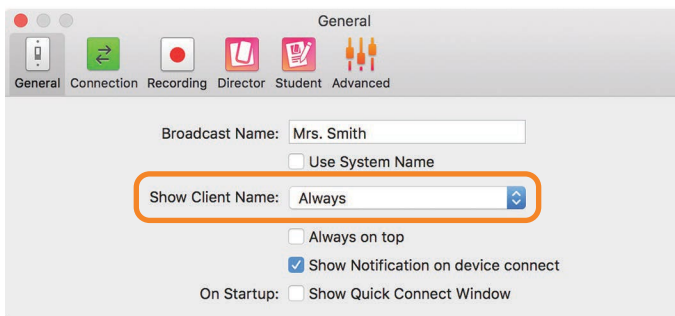 General
General Connection Recording Director Student Advanced
Broadcast Name: Mrs. Smith
Use System Name
Show Client Name: Always
Always on top
Show Notification on device connect
On Startup: Show Quick Connect Window